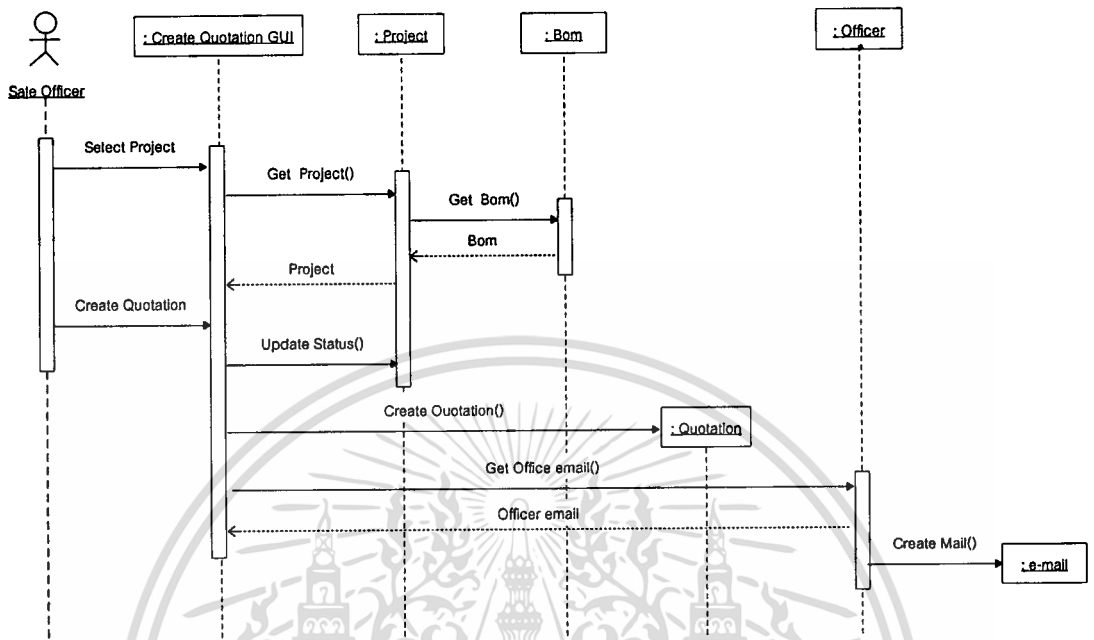 : Create Quotation GUI
: Project
: Bom
: Officer
Sale Officer
Select Project
Get Project()
Get Bom()
Bom
Project
Create Quotation
Update Status()
Create Ouotation()
: Quotation
Get Office email()
Officer email
Create Mail()
: e-mail